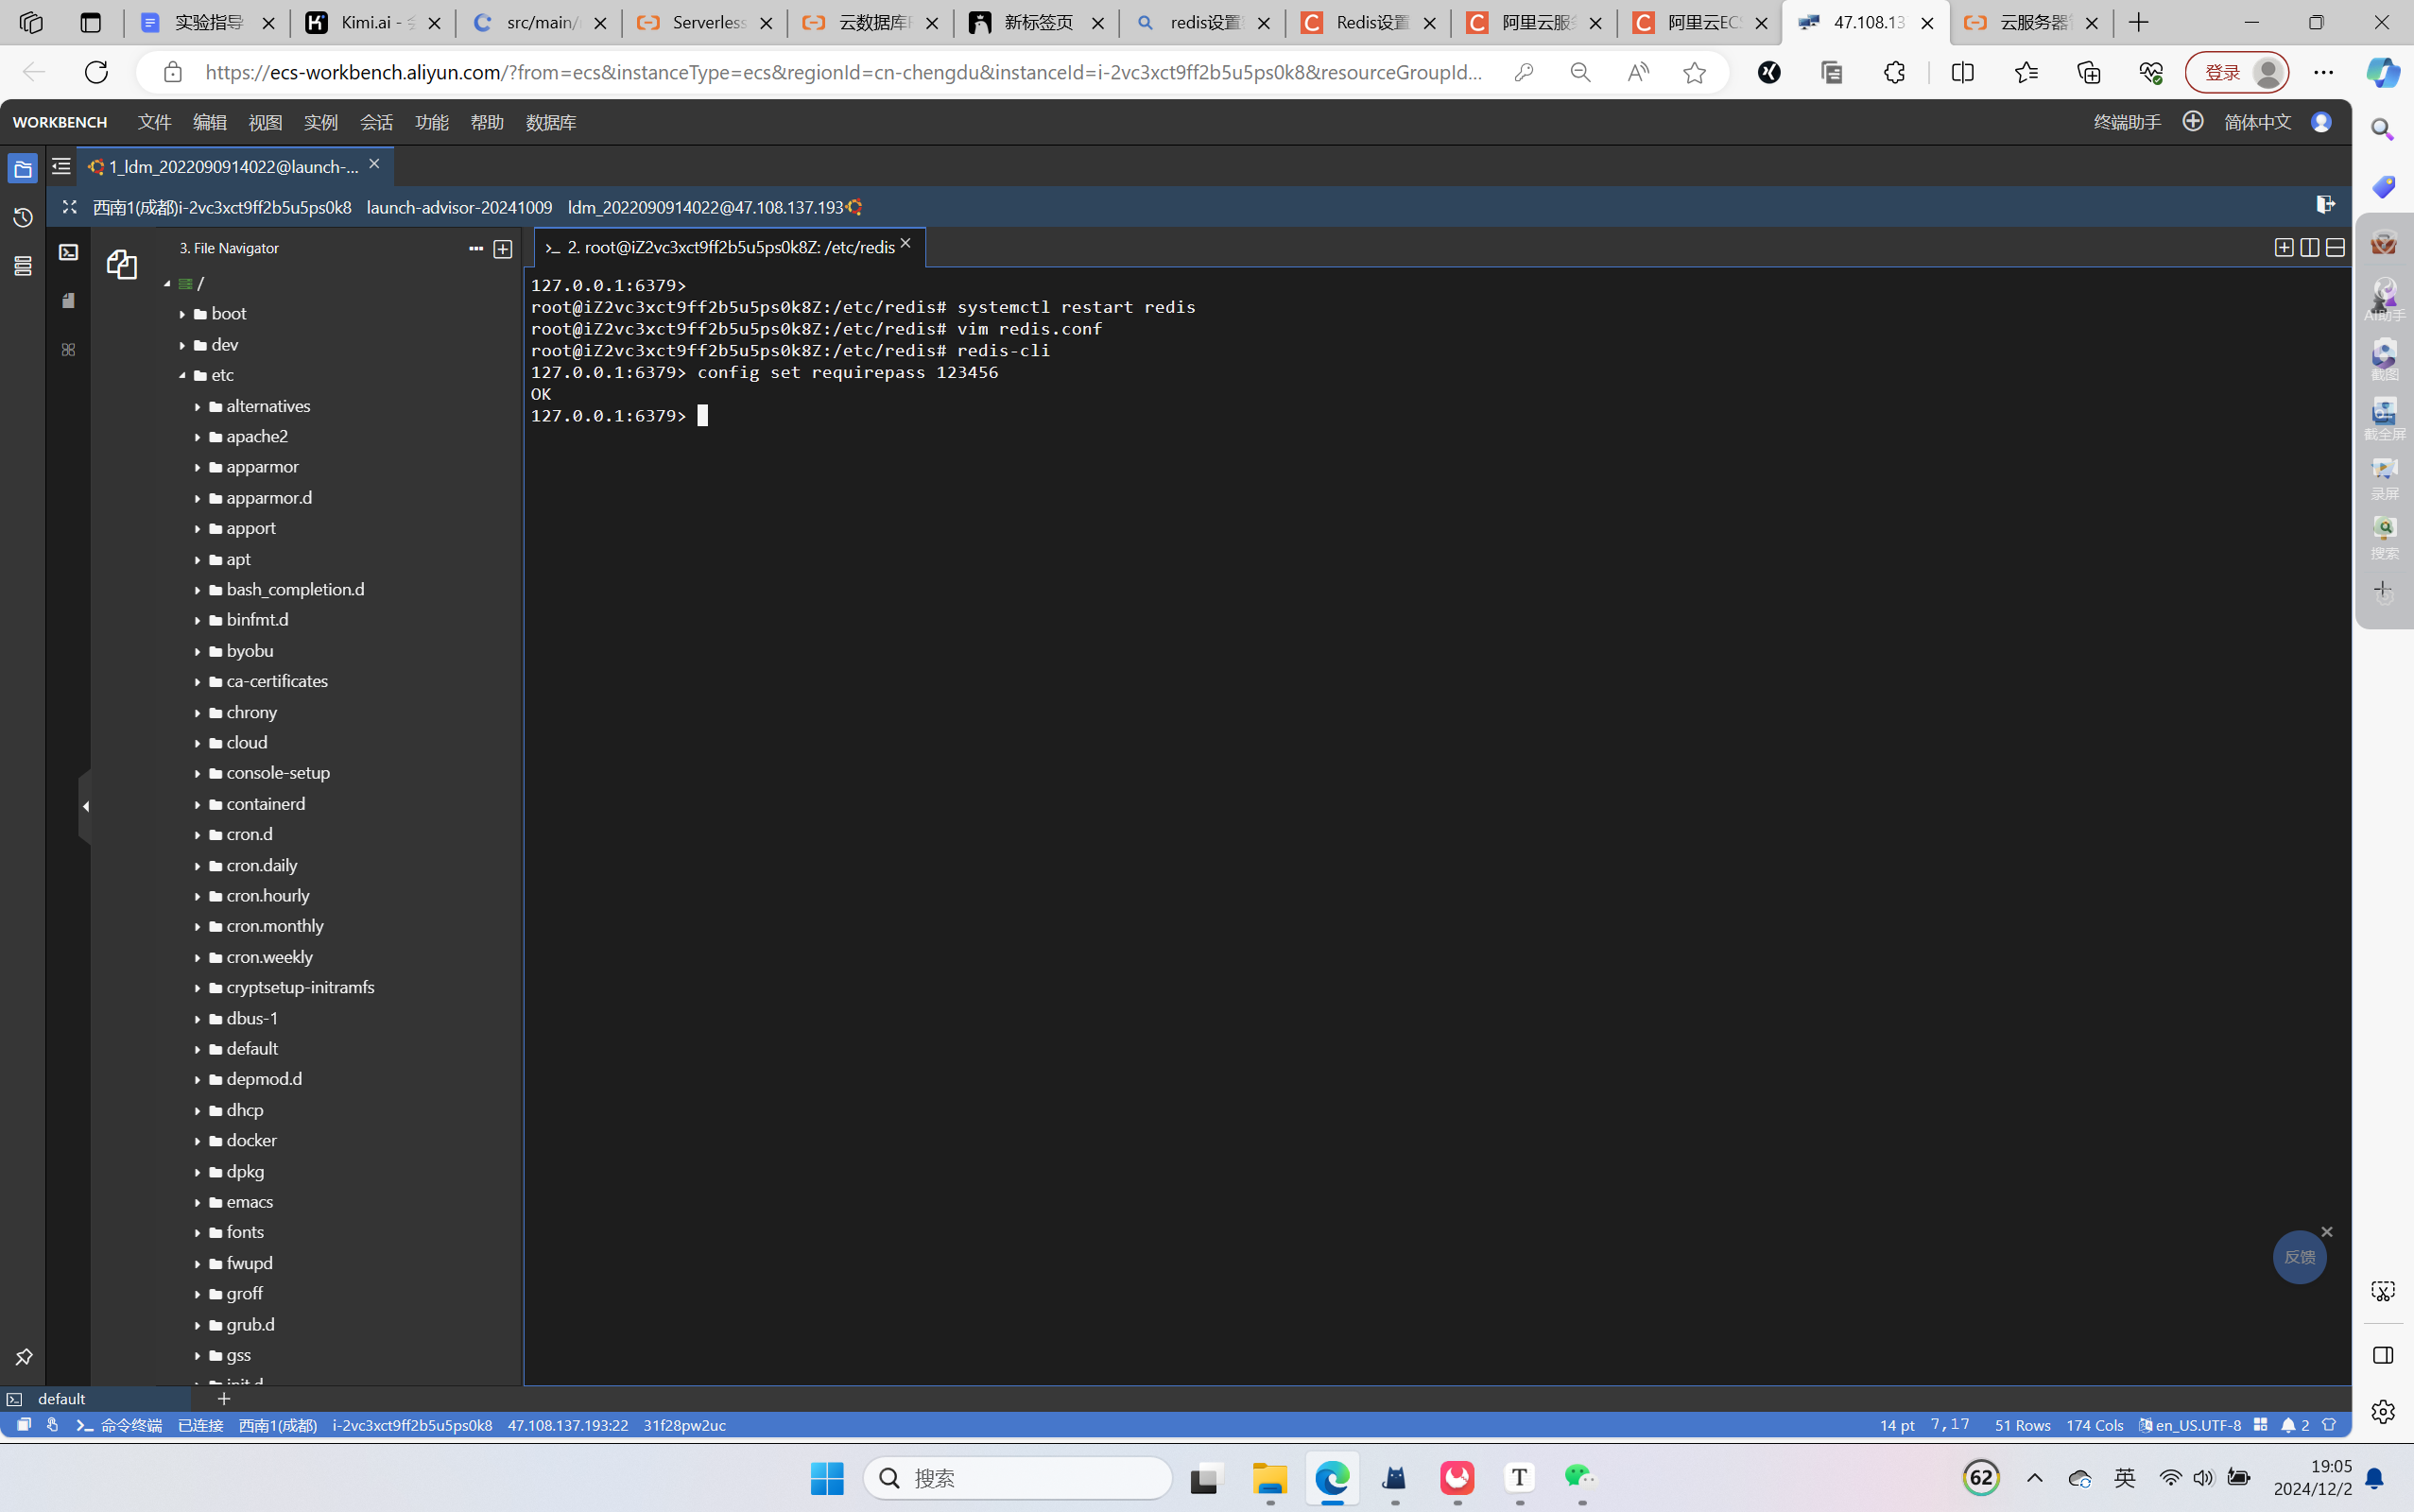 实验指导
Kimi.ai -
src/main/
Serverless
云数据库
新标签页
redis设置
Redis设置
阿里云服
阿里云EC
47.108.13
云服务器
https://ecs-workbench.aliyun.com/?from=ecs&instanceType=ecs&regionId=cn-chengdu&instanceId=i-2vc3xct9ff2b5u5ps0k8&resourceGroupId...
登录
WORKBENCH 文件 编辑 视图 实例 会话 功能 帮助 数据库
终端助手 简体中文
1_ldm_2022090914022@launch-...
西南1(成都)i-2vc3xct9ff2b5u5ps0k8 launch-advisor-20241009 ldm_2022090914022@47.108.137.193
3. File Navigator
/
boot
dev
etc
alternatives
apache2
apparmor
apparmor.d
apport
apt
bash_completion.d
binfmt.d
byobu
ca-certificates
chrony
cloud
console-setup
containerd
cron.d
cron.daily
cron.hourly
cron.monthly
cron.weekly
cryptsetup-initramfs
dbus-1
default
depmod.d
dhcp
docker
dpkg
emacs
fonts
fwupd
groff
grub.d
gss
init.d
>_ 2. root@iZ2vc3xct9ff2b5u5ps0k8Z: /etc/redis
127.0.0.1:6379>
root@iZ2vc3xct9ff2b5u5ps0k8Z:/etc/redis# systemctl restart redis
root@iZ2vc3xct9ff2b5u5ps0k8Z:/etc/redis# vim redis.conf
root@iZ2vc3xct9ff2b5u5ps0k8Z:/etc/redis# redis-cli
127.0.0.1:6379> config set requirepass 123456
OK
127.0.0.1:6379>
AI助手
截图
截全屏
录屏
搜索
反馈
default
命令终端 已连接 西南1(成都) i-2vc3xct9ff2b5u5ps0k8 47.108.137.193:22 31f28pw2uc
14 pt 7,17 51 Rows 174 Cols en_US.UTF-8 2
搜索
62
英
19:05
2024/12/2